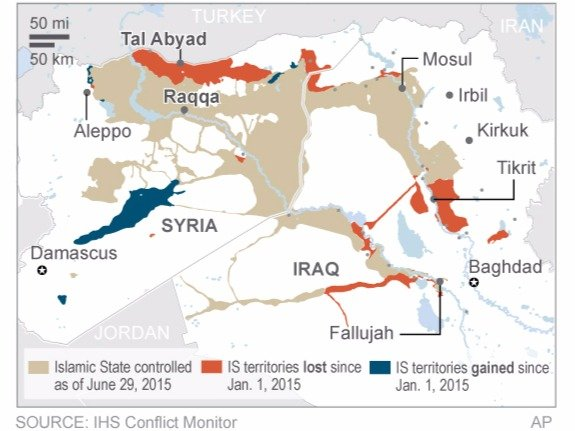 50 mi
50 km
TURKEY
IRAN
Tal Abyad
Mosul
Raqqa
Irbil
Aleppo
Kirkuk
Tikrit
SYRIA
Damascus
IRAQ
Baghdad
JORDAN
Fallujah
Islamic State controlled
as of June 29, 2015
IS territories lost since
Jan. 1, 2015
IS territories gained since
Jan. 1, 2015
SOURCE: IHS Conflict Monitor
AP